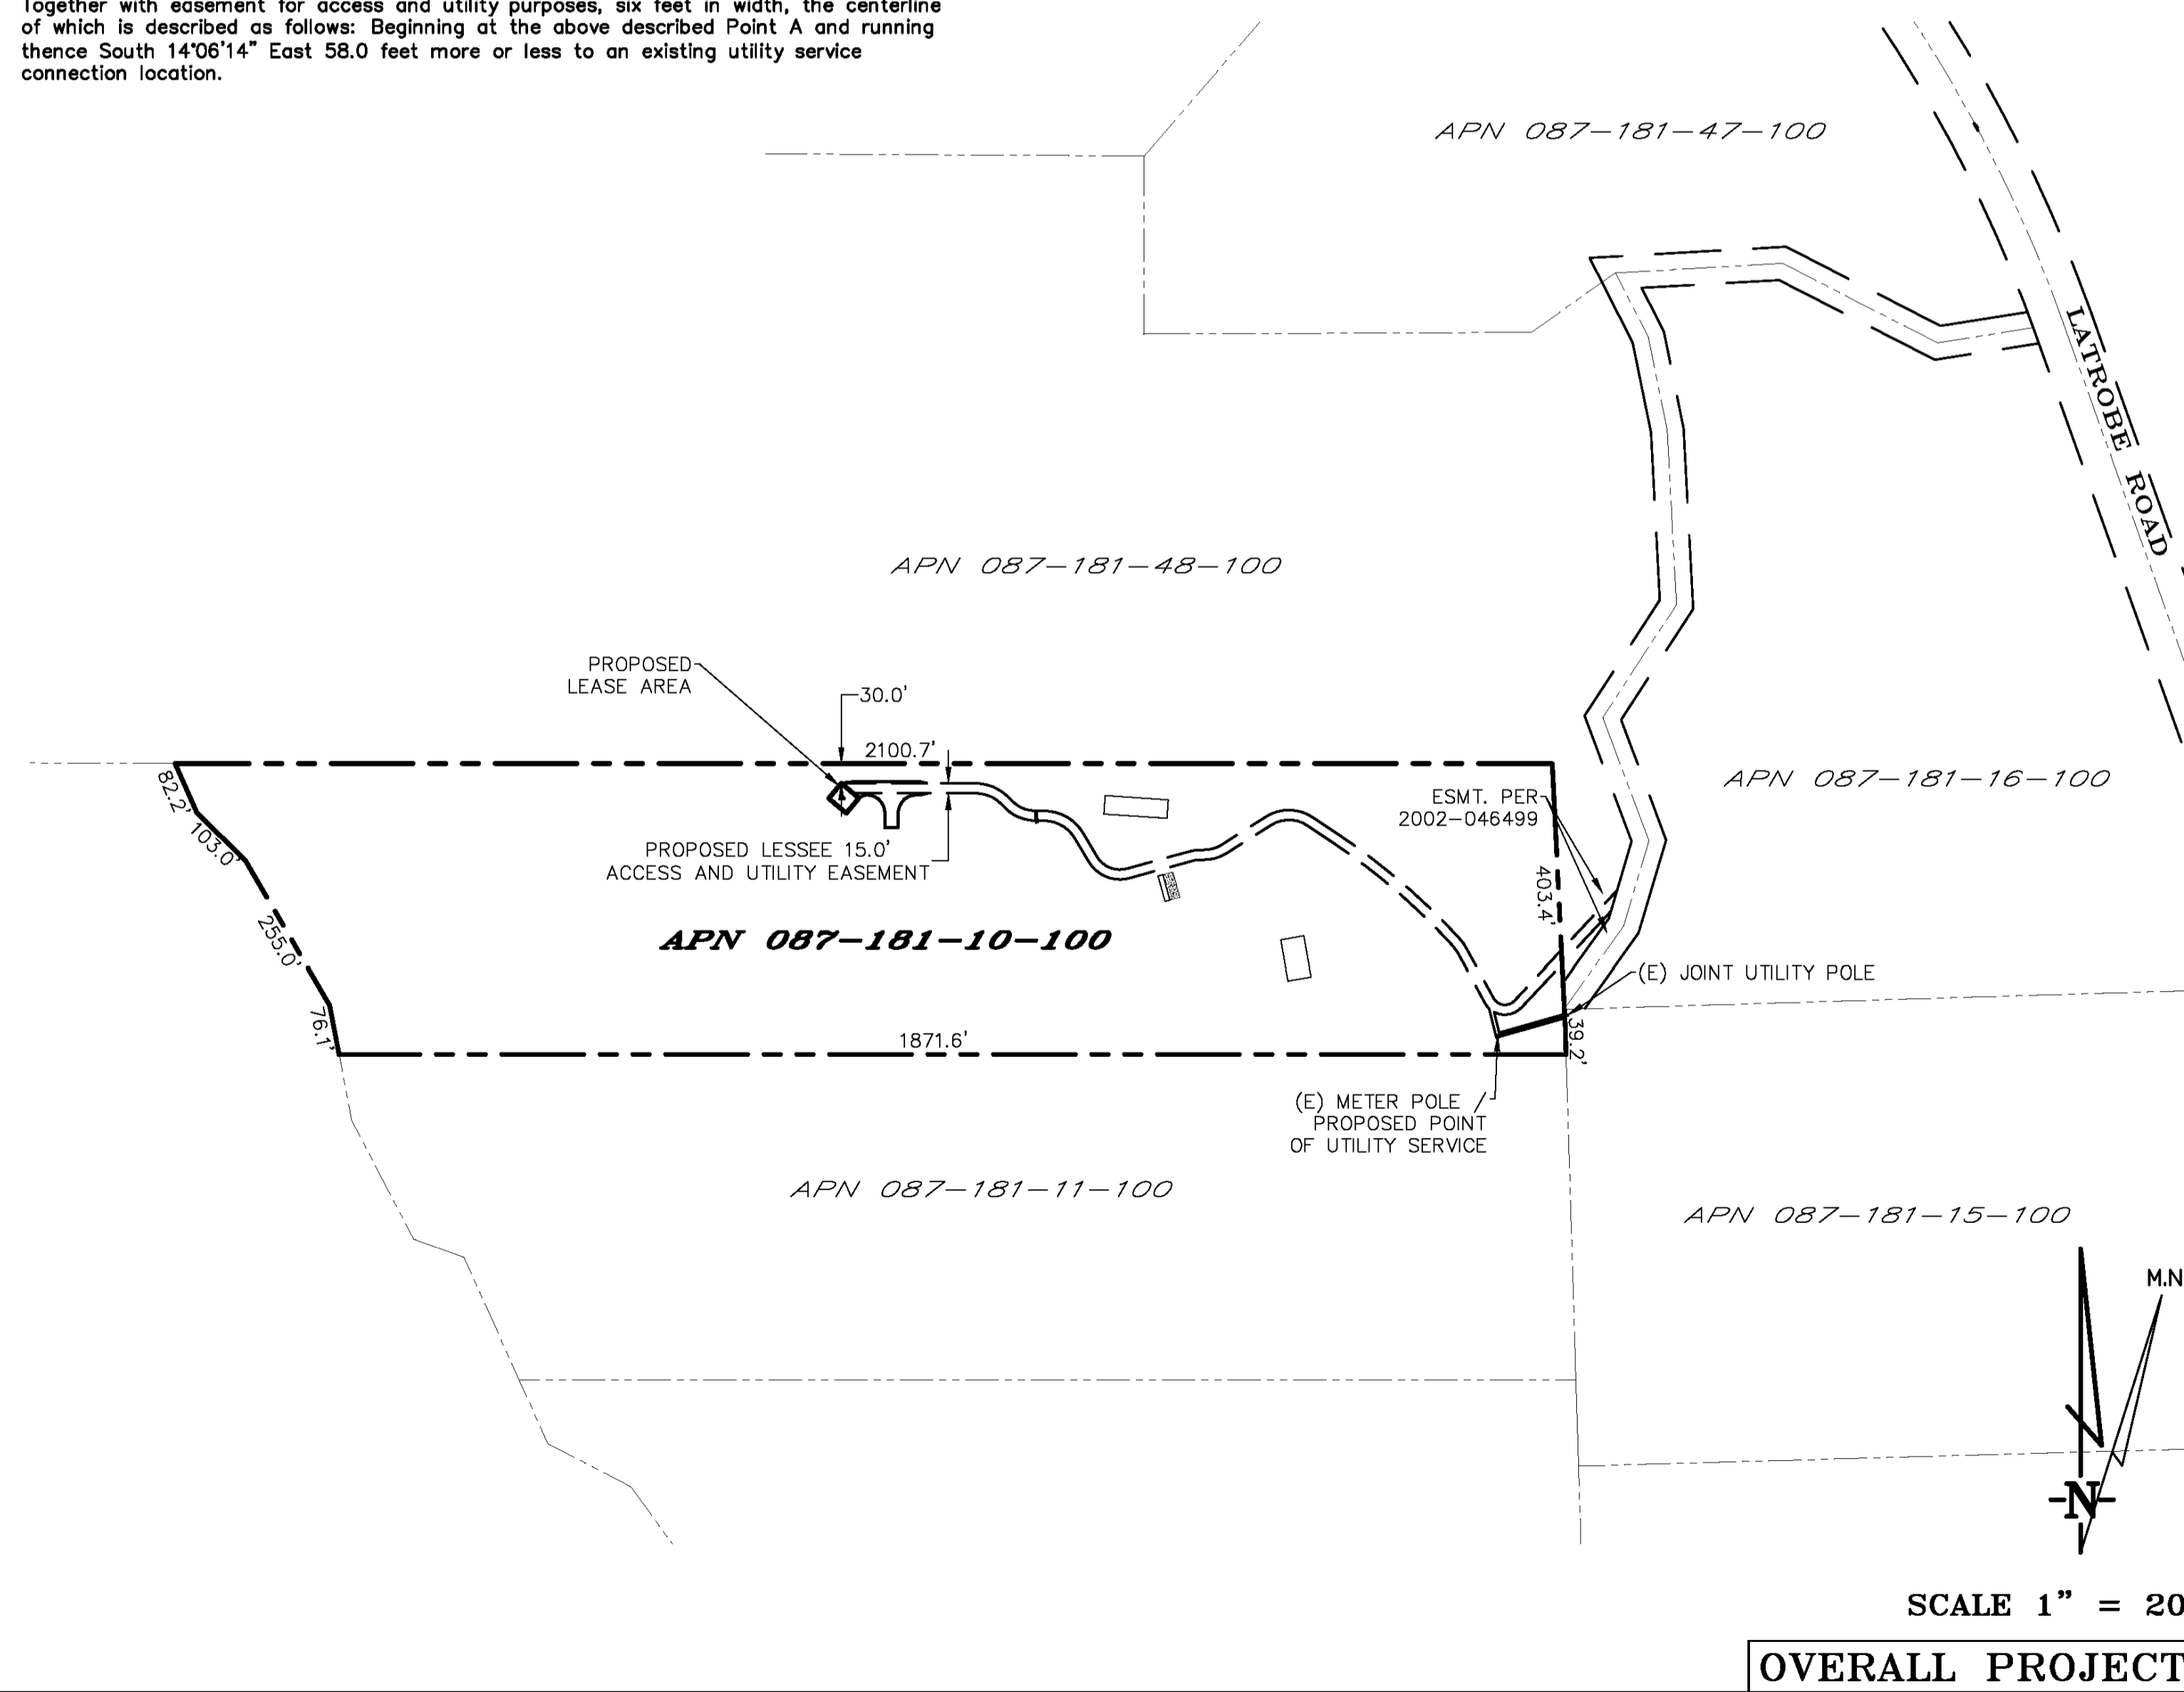 Together with easement for access and utility purposes, six feet in width, the centerline
of which is described as follows: Beginning at the above described Point A and running
thence South 14°06'14" East 58.0 feet more or less to an existing utility service
connection location.
APN 087-181-47-100
LATROBE ROAD
APN 087-181-48-100
PROPOSED
LEASE AREA
30.0'
2100.7'
82.2'
103.0'
255.0'
76.1'
APN 087-181-16-100
ESMT. PER
2002-046499
PROPOSED LESSEE 15.0'
ACCESS AND UTILITY EASEMENT
403.4'
APN 087-181-10-100
(E) JOINT UTILITY POLE
39.2'
1871.6'
(E) METER POLE /
PROPOSED POINT
OF UTILITY SERVICE
APN 087-181-11-100
APN 087-181-15-100
M.N
N
SCALE 1" = 20
OVERALL PROJECT